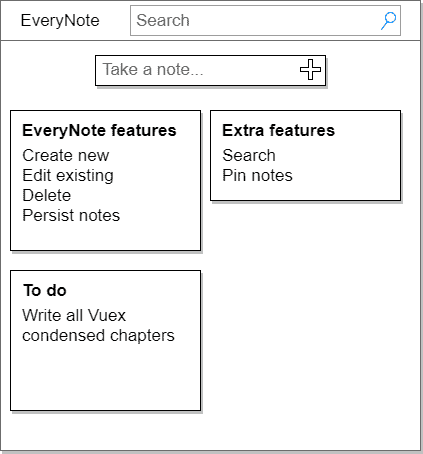 EveryNote
Search
Take a note...
EveryNote features
Create new
Edit existing
Delete
Persist notes
Extra features
Search
Pin notes
To do
Write all Vuex
condensed chapters